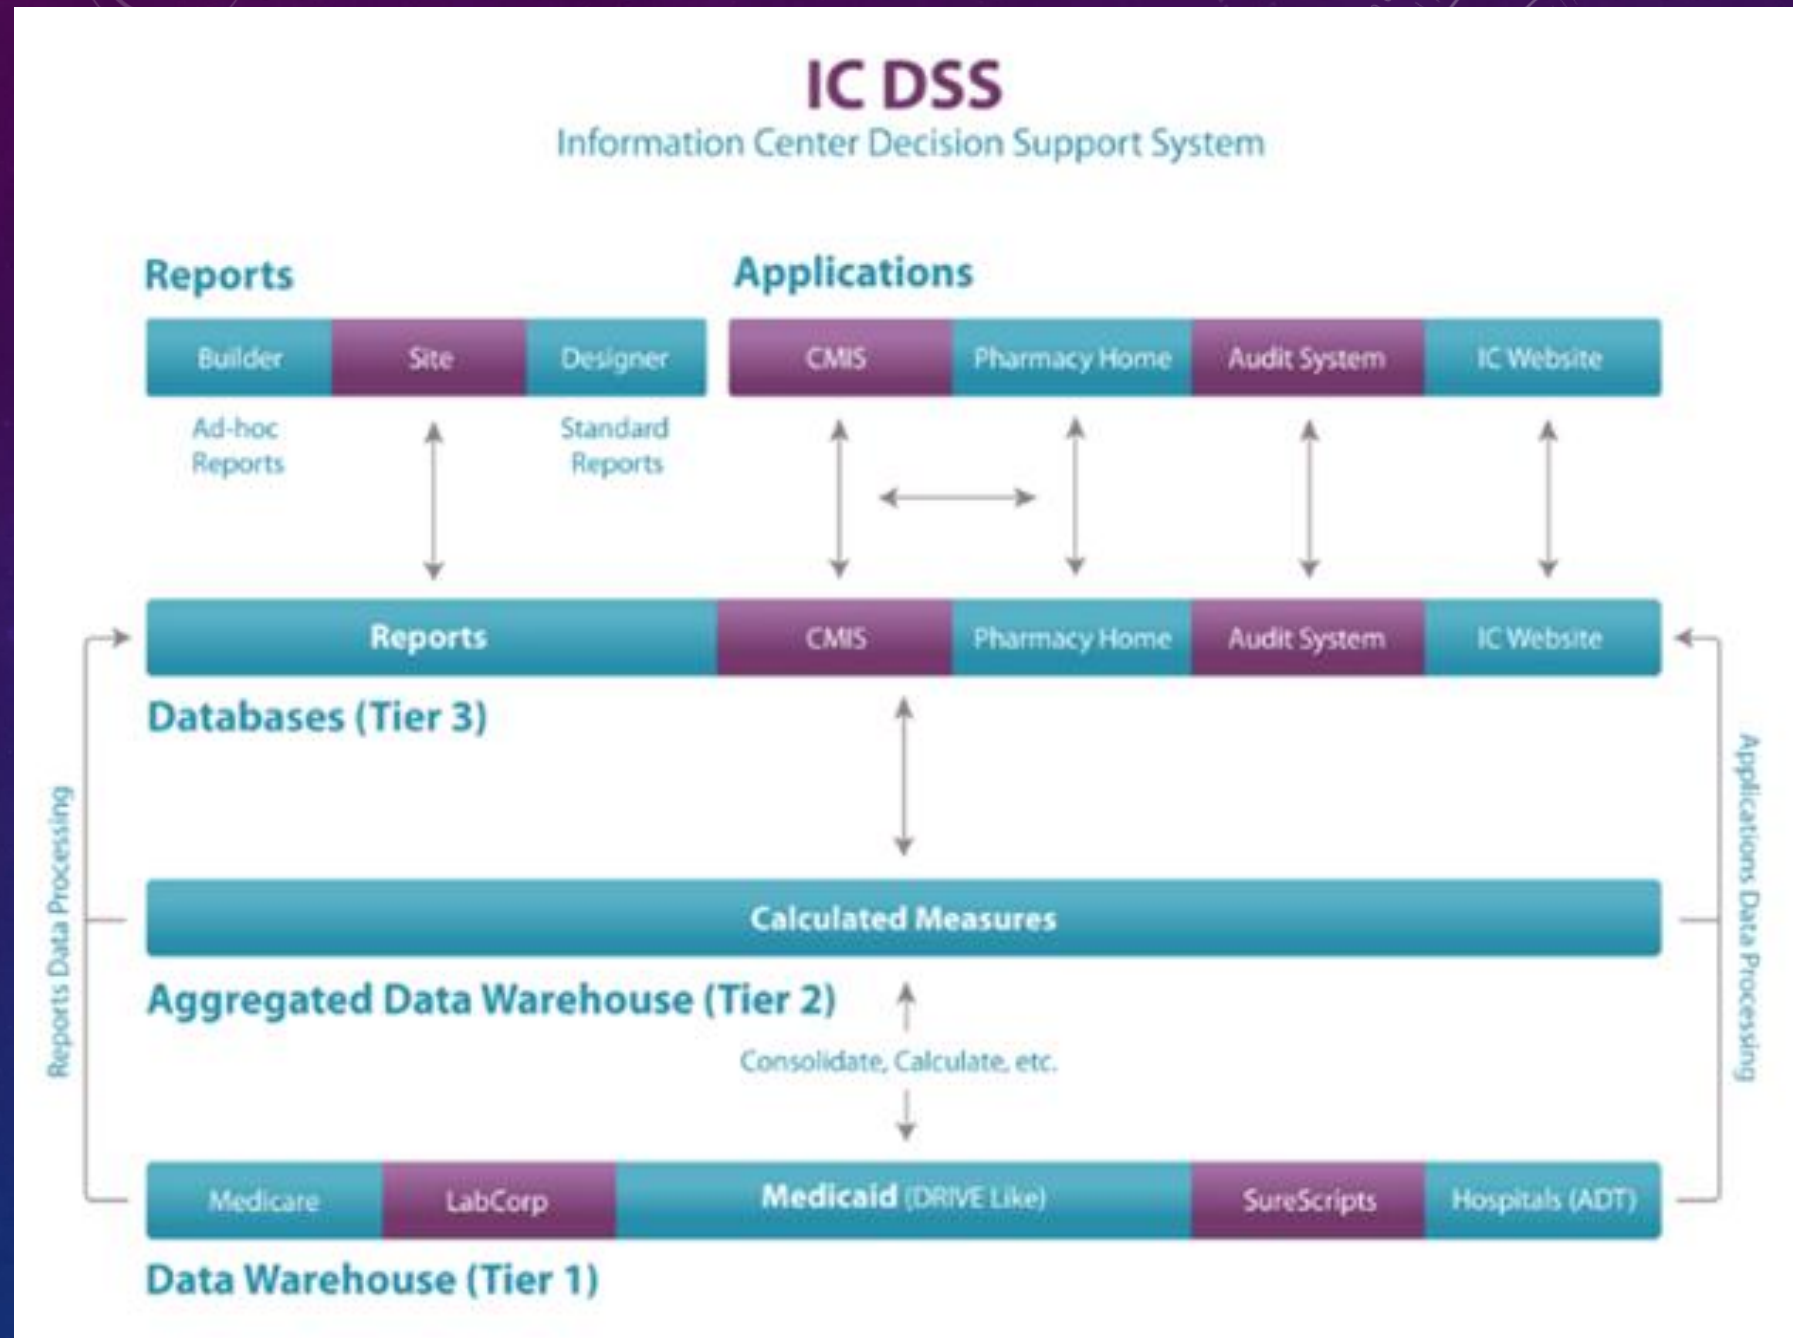 IC DSS
Information Center Decision Support System
Reports
Applications
Builder
Site
Designer
CMIS
Pharmacy Home
Audit System
IC Website
Ad-hoc
Reports
Standard
Reports
Reports
CMIS
Pharmacy Home
Audit System
IC Website
Databases (Tier 3)
Reports Data Processing
Applications Data Processing
Calculated Measures
Aggregated Data Warehouse (Tier 2)
Consolidate, Calculate, etc.
Medicare
LabCorp
Medicaid (DRIVE Like)
SureScripts
Hospitals (ADT)
Data Warehouse (Tier 1)